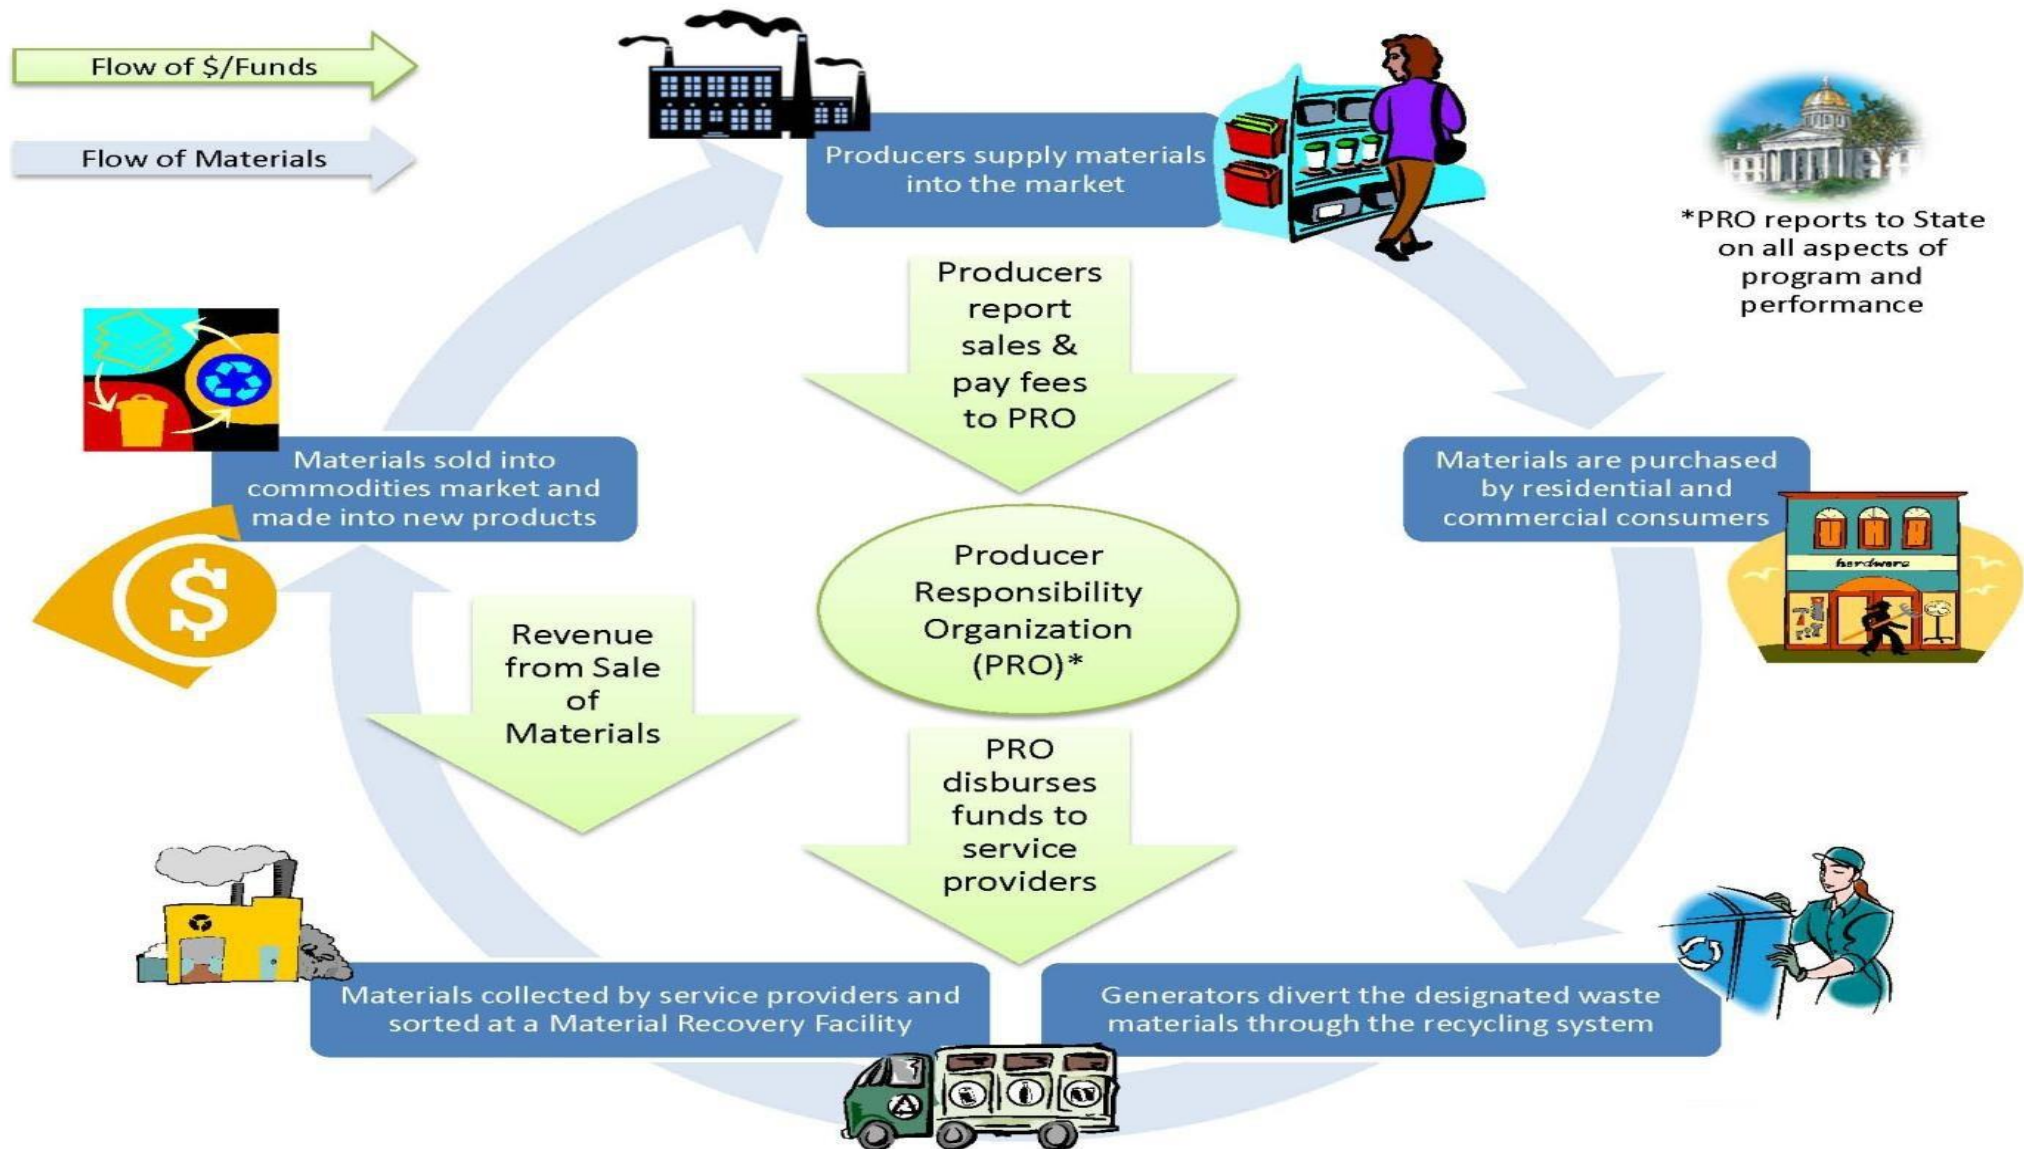 Flow of $/Funds
Flow of Materials
Producers supply materials
into the market
*PRO reports to State
on all aspects of
program and
performance
Producers
report
sales &
pay fees
to PRO
Materials sold into
commodities market and
made into new products
Materials are purchased
by residential and
commercial consumers
hardware
Producer
Responsibility
Organization
(PRO)*
Revenue
from Sale
of
Materials
PRO
disburses
funds to
service
providers
Materials collected by service providers and
sorted at a Material Recovery Facility
Generators divert the designated waste
materials through the recycling system
$